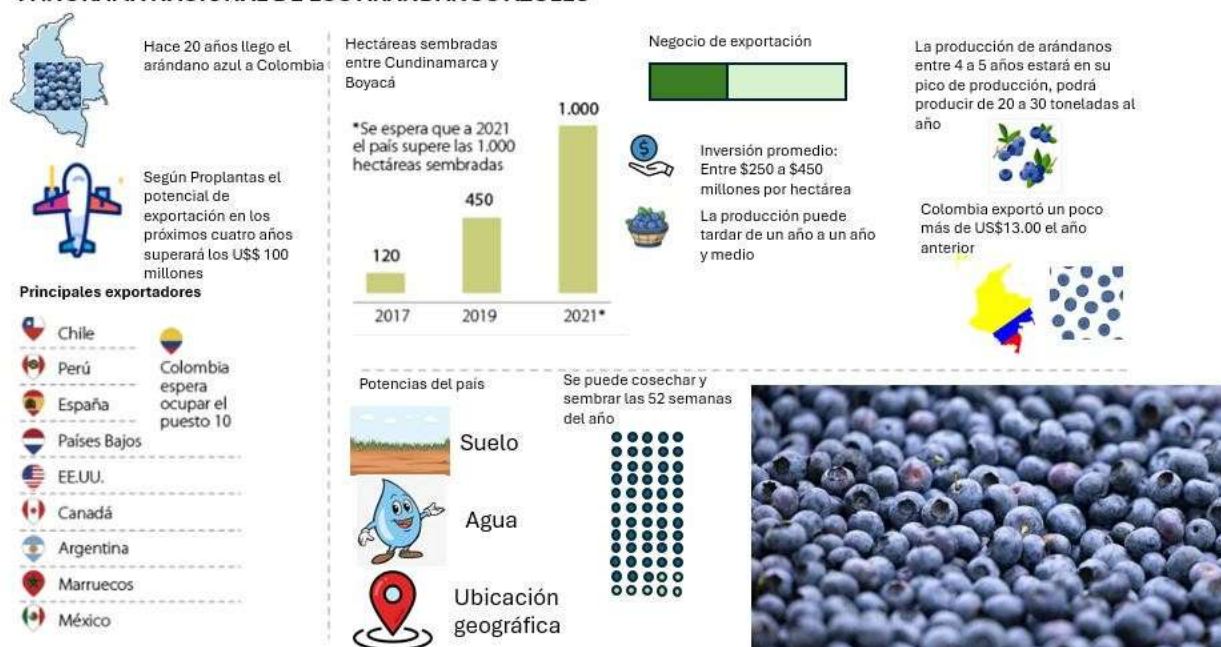 Hace 20 años llego el
arándano azul a Colombia
Según Proplantas el
potencial de
exportación en los
próximos cuatro años
superará los U$$ 100
millones
Principales exportadores
Chile
Perú
España
Países Bajos
EE.UU.
Canadá
Argentina
Marruecos
México
Colombia
espera
ocupar el
puesto 10
Hectáreas sembradas
entre Cundinamarca y
Boyacá
*Se espera que a 2021
el país supere las 1.000
hectáreas sembradas
120
450
1.000
2017
2019
2021*
Negocio de exportación
Inversión promedio:
Entre $250 a $450
millones por hectárea
La producción puede
tardar de un año a un año
y medio
La producción de arándanos
entre 4 a 5 años estará en su
pico de producción, podrá
producir de 20 a 30 toneladas al
año
Colombia exportó un poco
más de US$13.00 el año
anterior
Potencias del país
Suelo
Agua
Ubicación
geográfica
Se puede cosechar y
sembrar las 52 semanas
del año